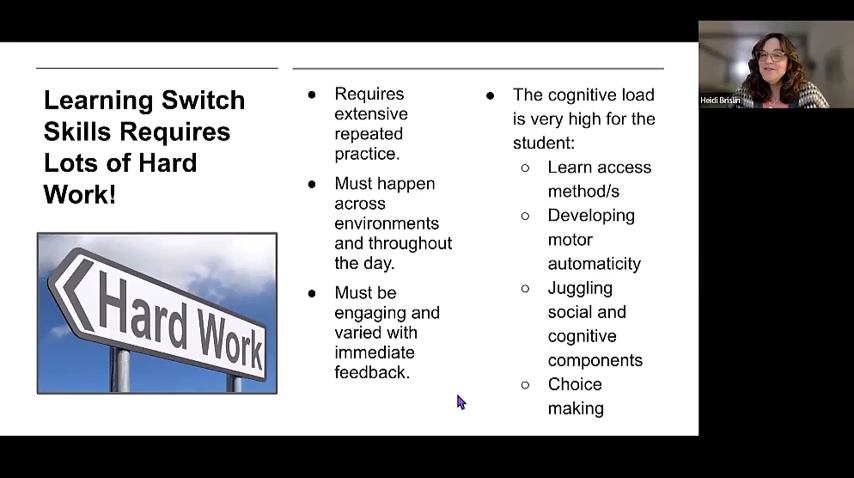 Learning Switch
Skills Requires
Lots of Hard
Work!
Hard Work
Requires
extensive
repeated
practice.
Must happen
across
environments
and throughout
the day.
Must be
engaging and
varied with
immediate
feedback.
The cognitive load
is very high for the
student:
Learn access
method/s
Developing
motor
automaticity
Juggling
social and
cognitive
components
Choice
making
Heidi Brislin